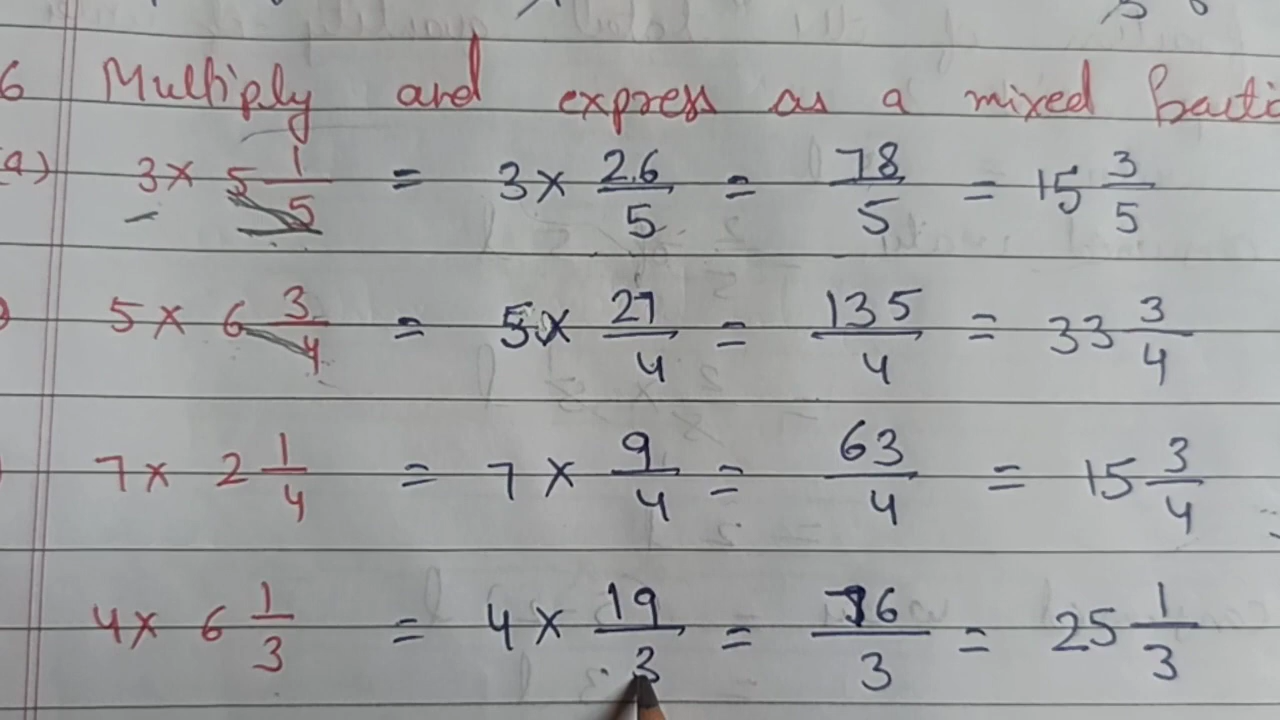 6 Multiply and express as a mixed
(a) 3 × 5 1/5 = 3 × 26/5 = 78/5 = 15 3/5
5 × 6 3/4 = 5 × 27/4 = 135/4 = 33 3/4
7 × 2 1/4 = 7 × 9/4 = 63/4 = 15 3/4
4 × 6 1/3 = 4 × 19/3 = 76/3 = 25 1/3